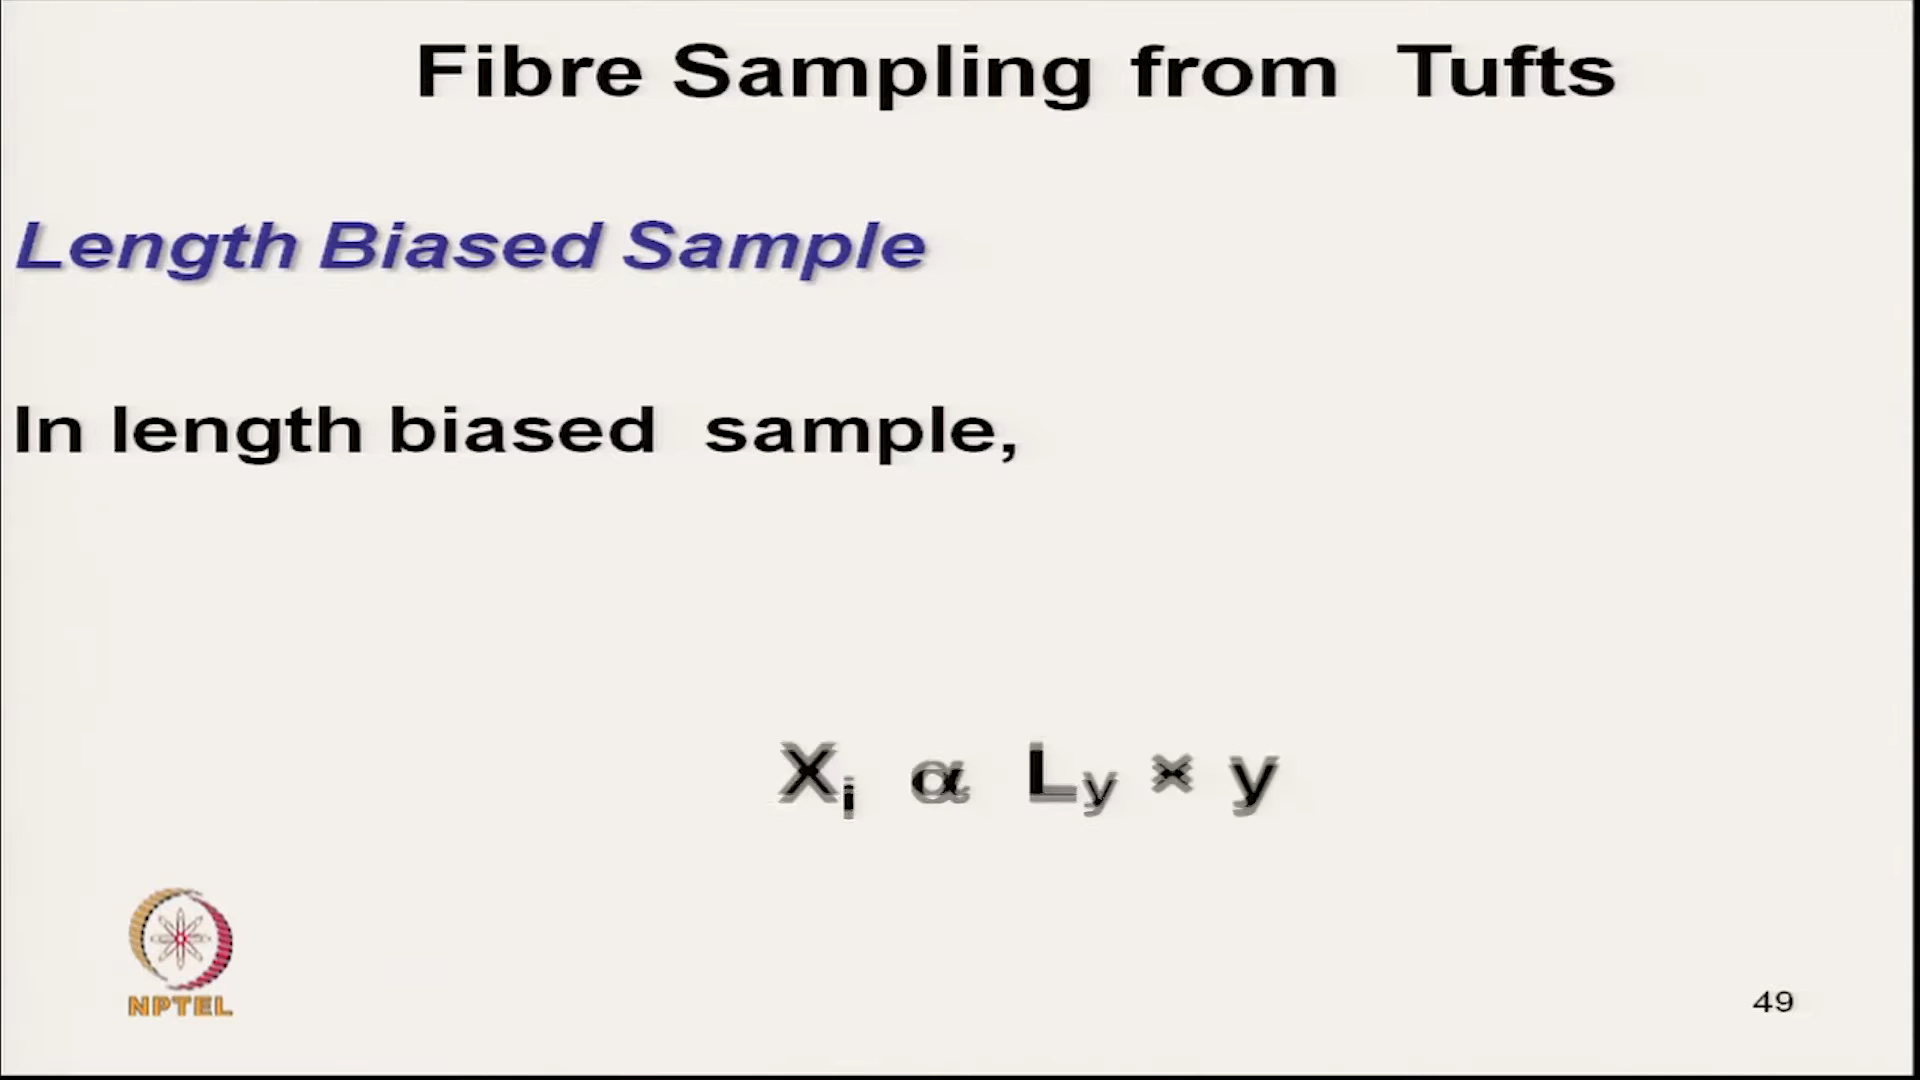 Fibre Sampling from Tufts
Length Biased Sample
In length biased sample,
Xi α Ly × y
NPTEL
49